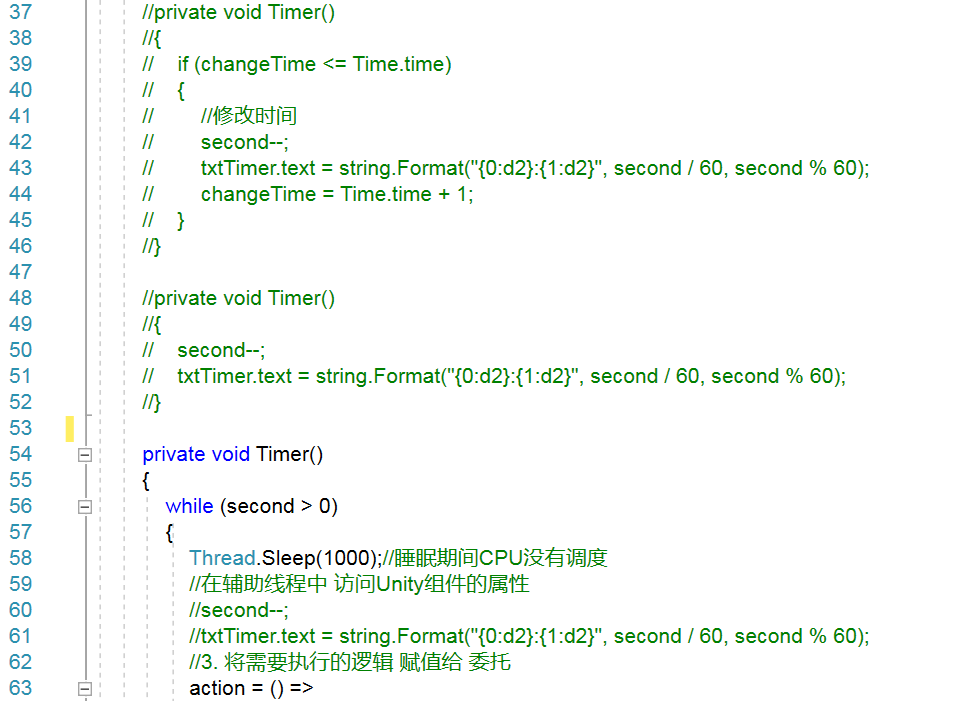 37 //private void Timer()
38 //{
39 // if (changeTime <= Time.time)
40 // {
41 // //修改时间
42 // second--;
43 // txtTimer.text = string.Format("{0:d2}:{1:d2}", second / 60, second % 60);
44 // changeTime = Time.time + 1;
45 // }
46 //}
47
48 //private void Timer()
49 //{
50 // second--;
51 // txtTimer.text = string.Format("{0:d2}:{1:d2}", second / 60, second % 60);
52 //}
53
54 private void Timer()
55 {
56 while (second > 0)
57 {
58 Thread.Sleep(1000);//睡眠期间CPU没有调度
59 //在辅助线程中 访问Unity组件的属性
60 //second--;
61 //txtTimer.text = string.Format("{0:d2}:{1:d2}", second / 60, second % 60);
62 //3. 将需要执行的逻辑 赋值给 委托
63 action = () =>